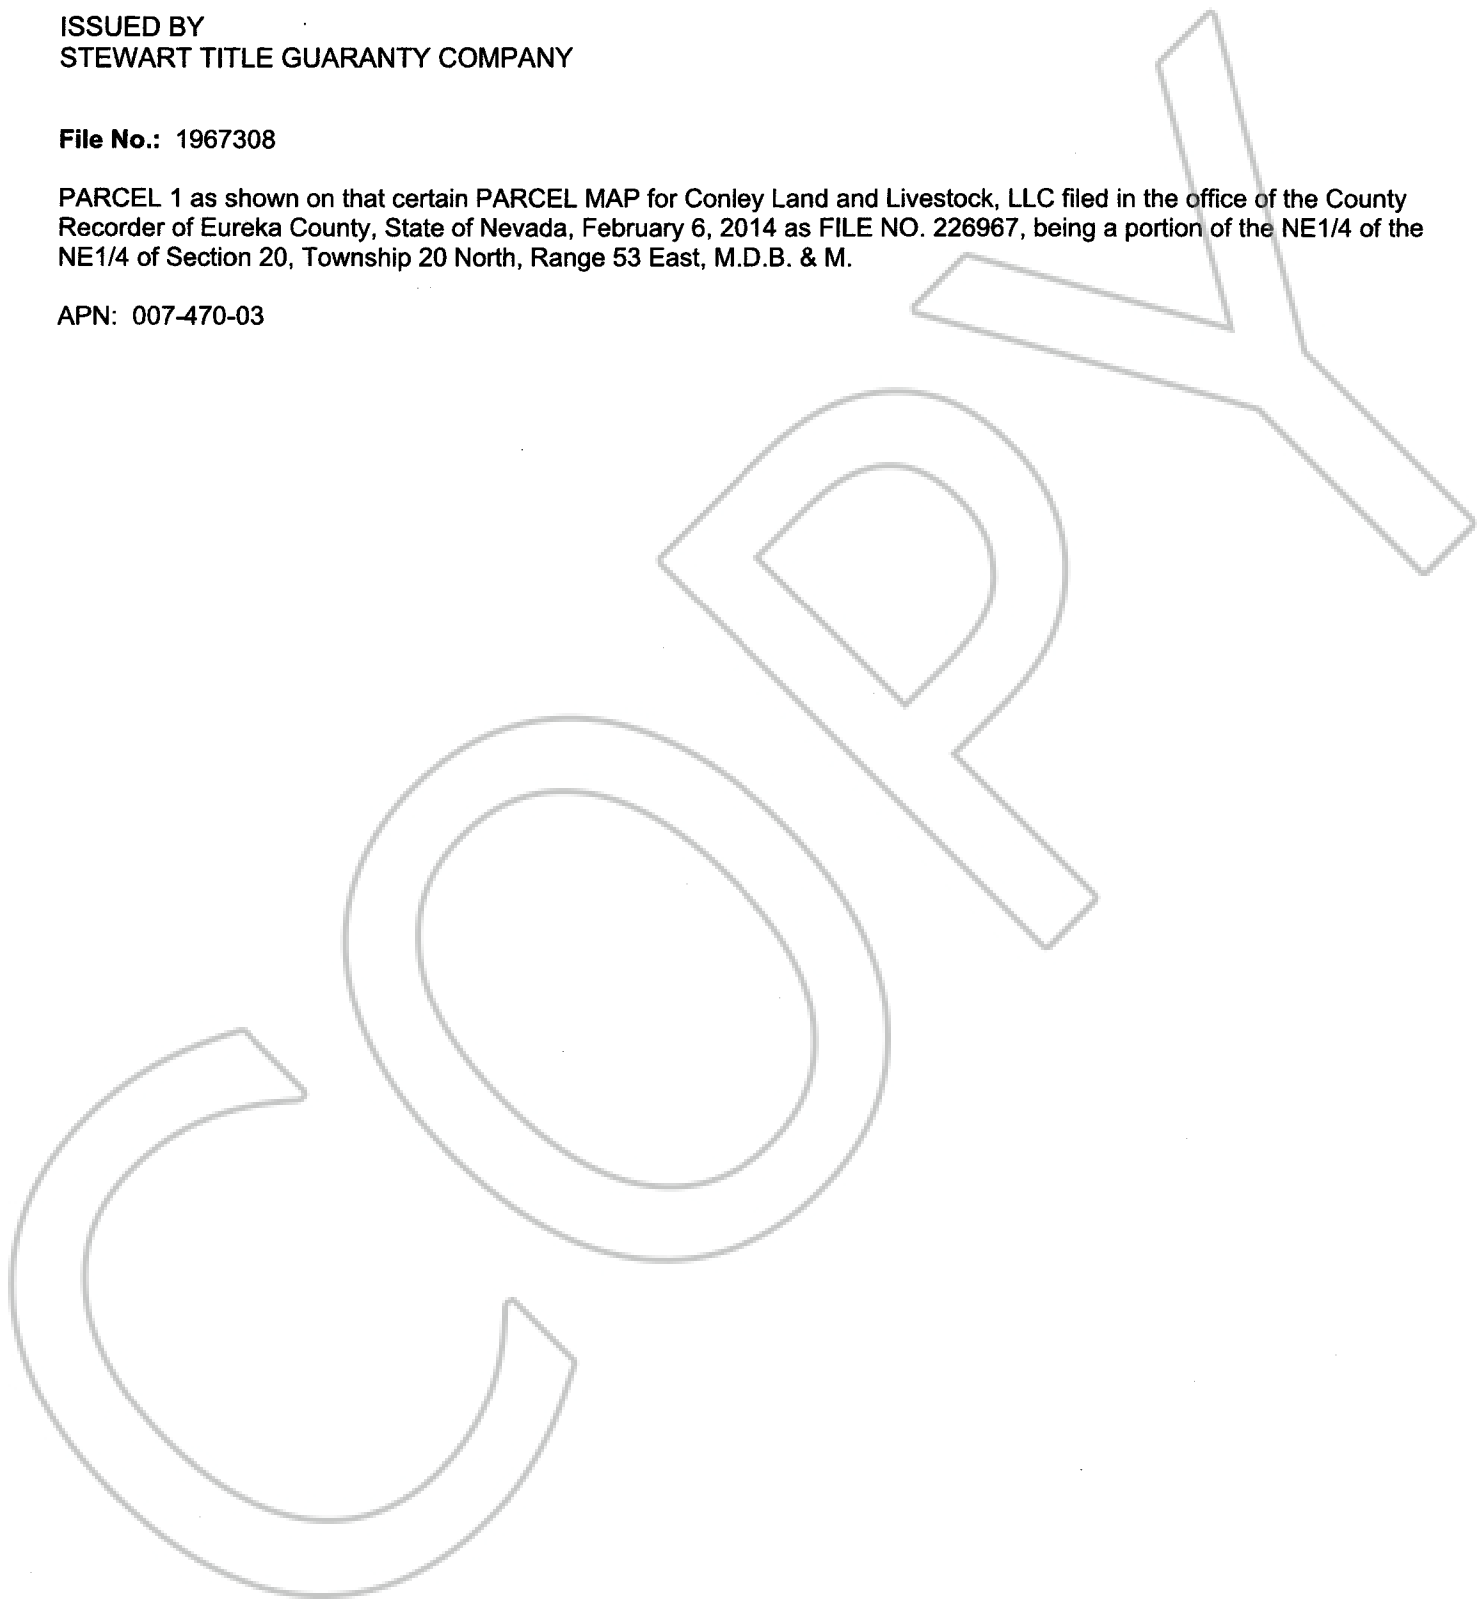 ISSUED BY
STEWART TITLE GUARANTY COMPANY
File No.: 1967308
PARCEL 1 as shown on that certain PARCEL MAP for Conley Land and Livestock, LLC filed in the office of the County
Recorder of Eureka County, State of Nevada, February 6, 2014 as FILE NO. 226967, being a portion of the NE1/4 of the
NE1/4 of Section 20, Township 20 North, Range 53 East, M.D.B. & M.
APN: 007-470-03
COPY